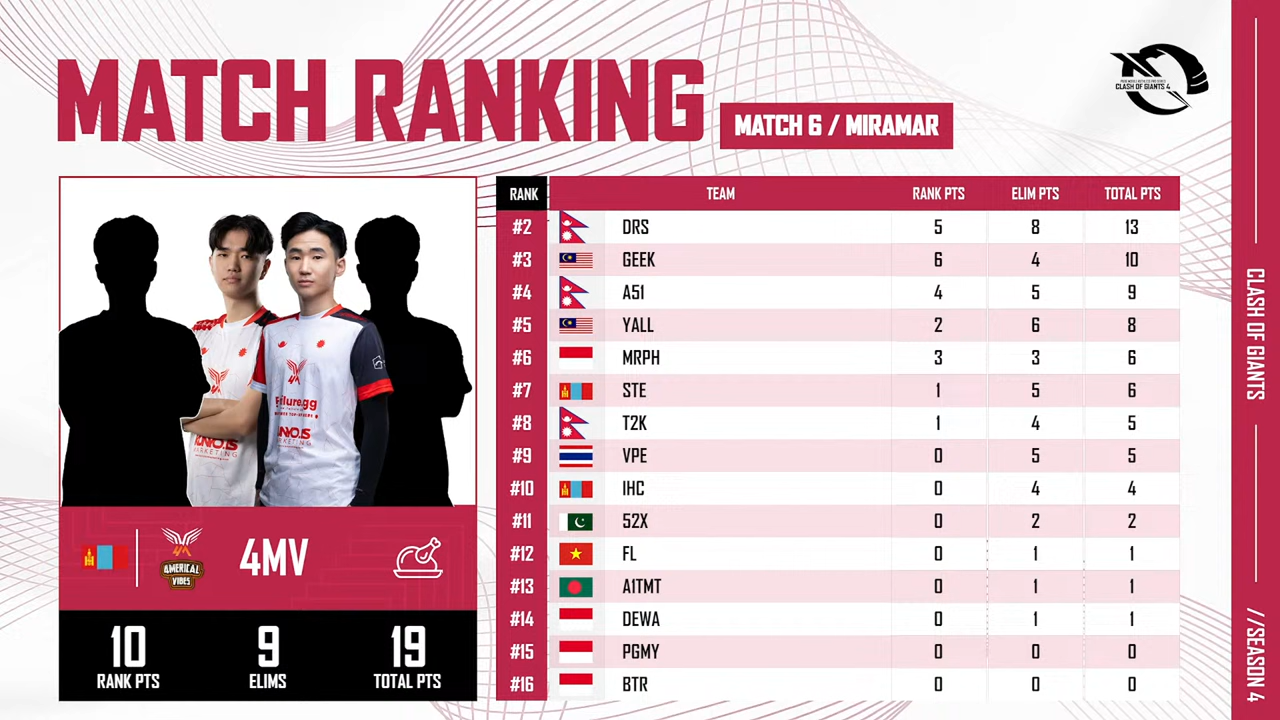 MATCH RANKING
MATCH 6 / MIRAMAR
CLASH OF GIANTS 4
RANK TEAM RANK PTS ELIM PTS TOTAL PTS
#2 DRS 5 8 13
#3 GEEK 6 4 10
#4 A51 4 5 9
#5 YALL 2 6 8
#6 MRPH 3 3 6
#7 STE 1 5 6
#8 T2K 1 4 5
#9 VPE 0 5 5
#10 IHC 0 4 4
#11 52X 0 2 2
#12 FL 0 1 1
#13 A1TMT 0 1 1
#14 DEWA 0 1 1
#15 PGMY 0 0 0
#16 BTR 0 0 0
4MERICAL
VIBES
4MV
10 9 19
RANK PTS ELIMS TOTAL PTS
CLASH OF GIANTS
//SEASON 4